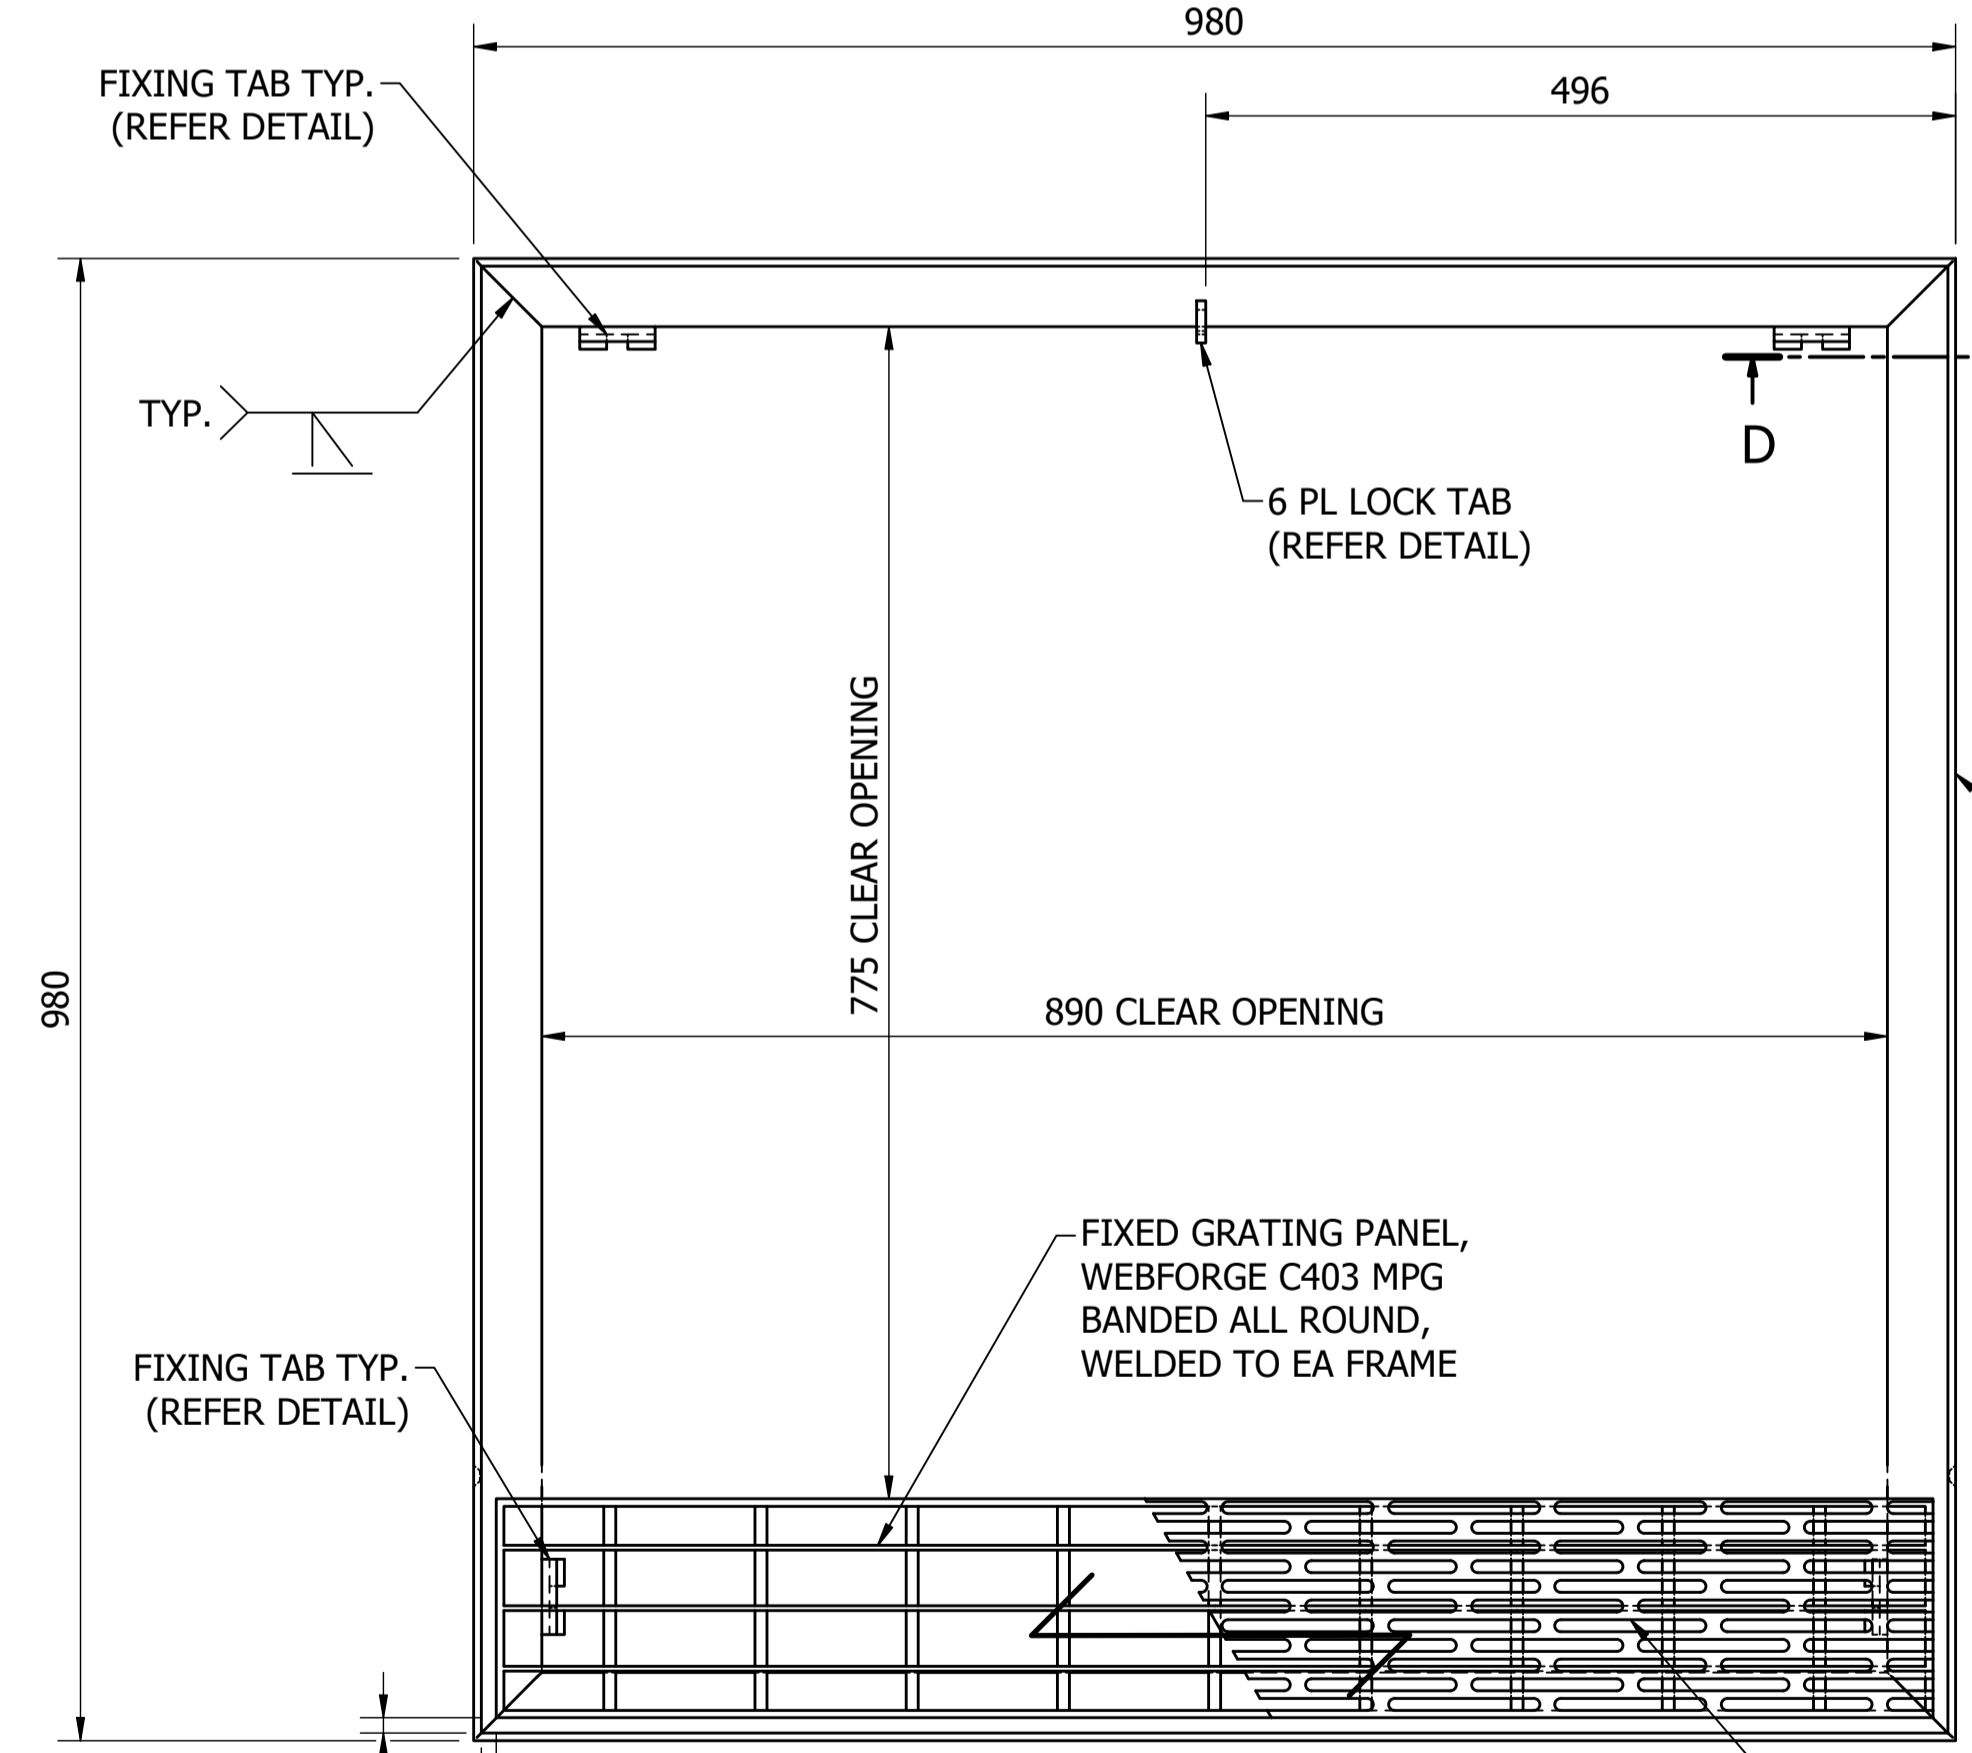 980
496
FIXING TAB TYP.
(REFER DETAIL)
TYP.
D
6 PL LOCK TAB
(REFER DETAIL)
775 CLEAR OPENING
980
890 CLEAR OPENING
FIXED GRATING PANEL,
WEBFORGE C403 MPG
BANDED ALL ROUND,
WELDED TO EA FRAME
FIXING TAB TYP.
(REFER DETAIL)